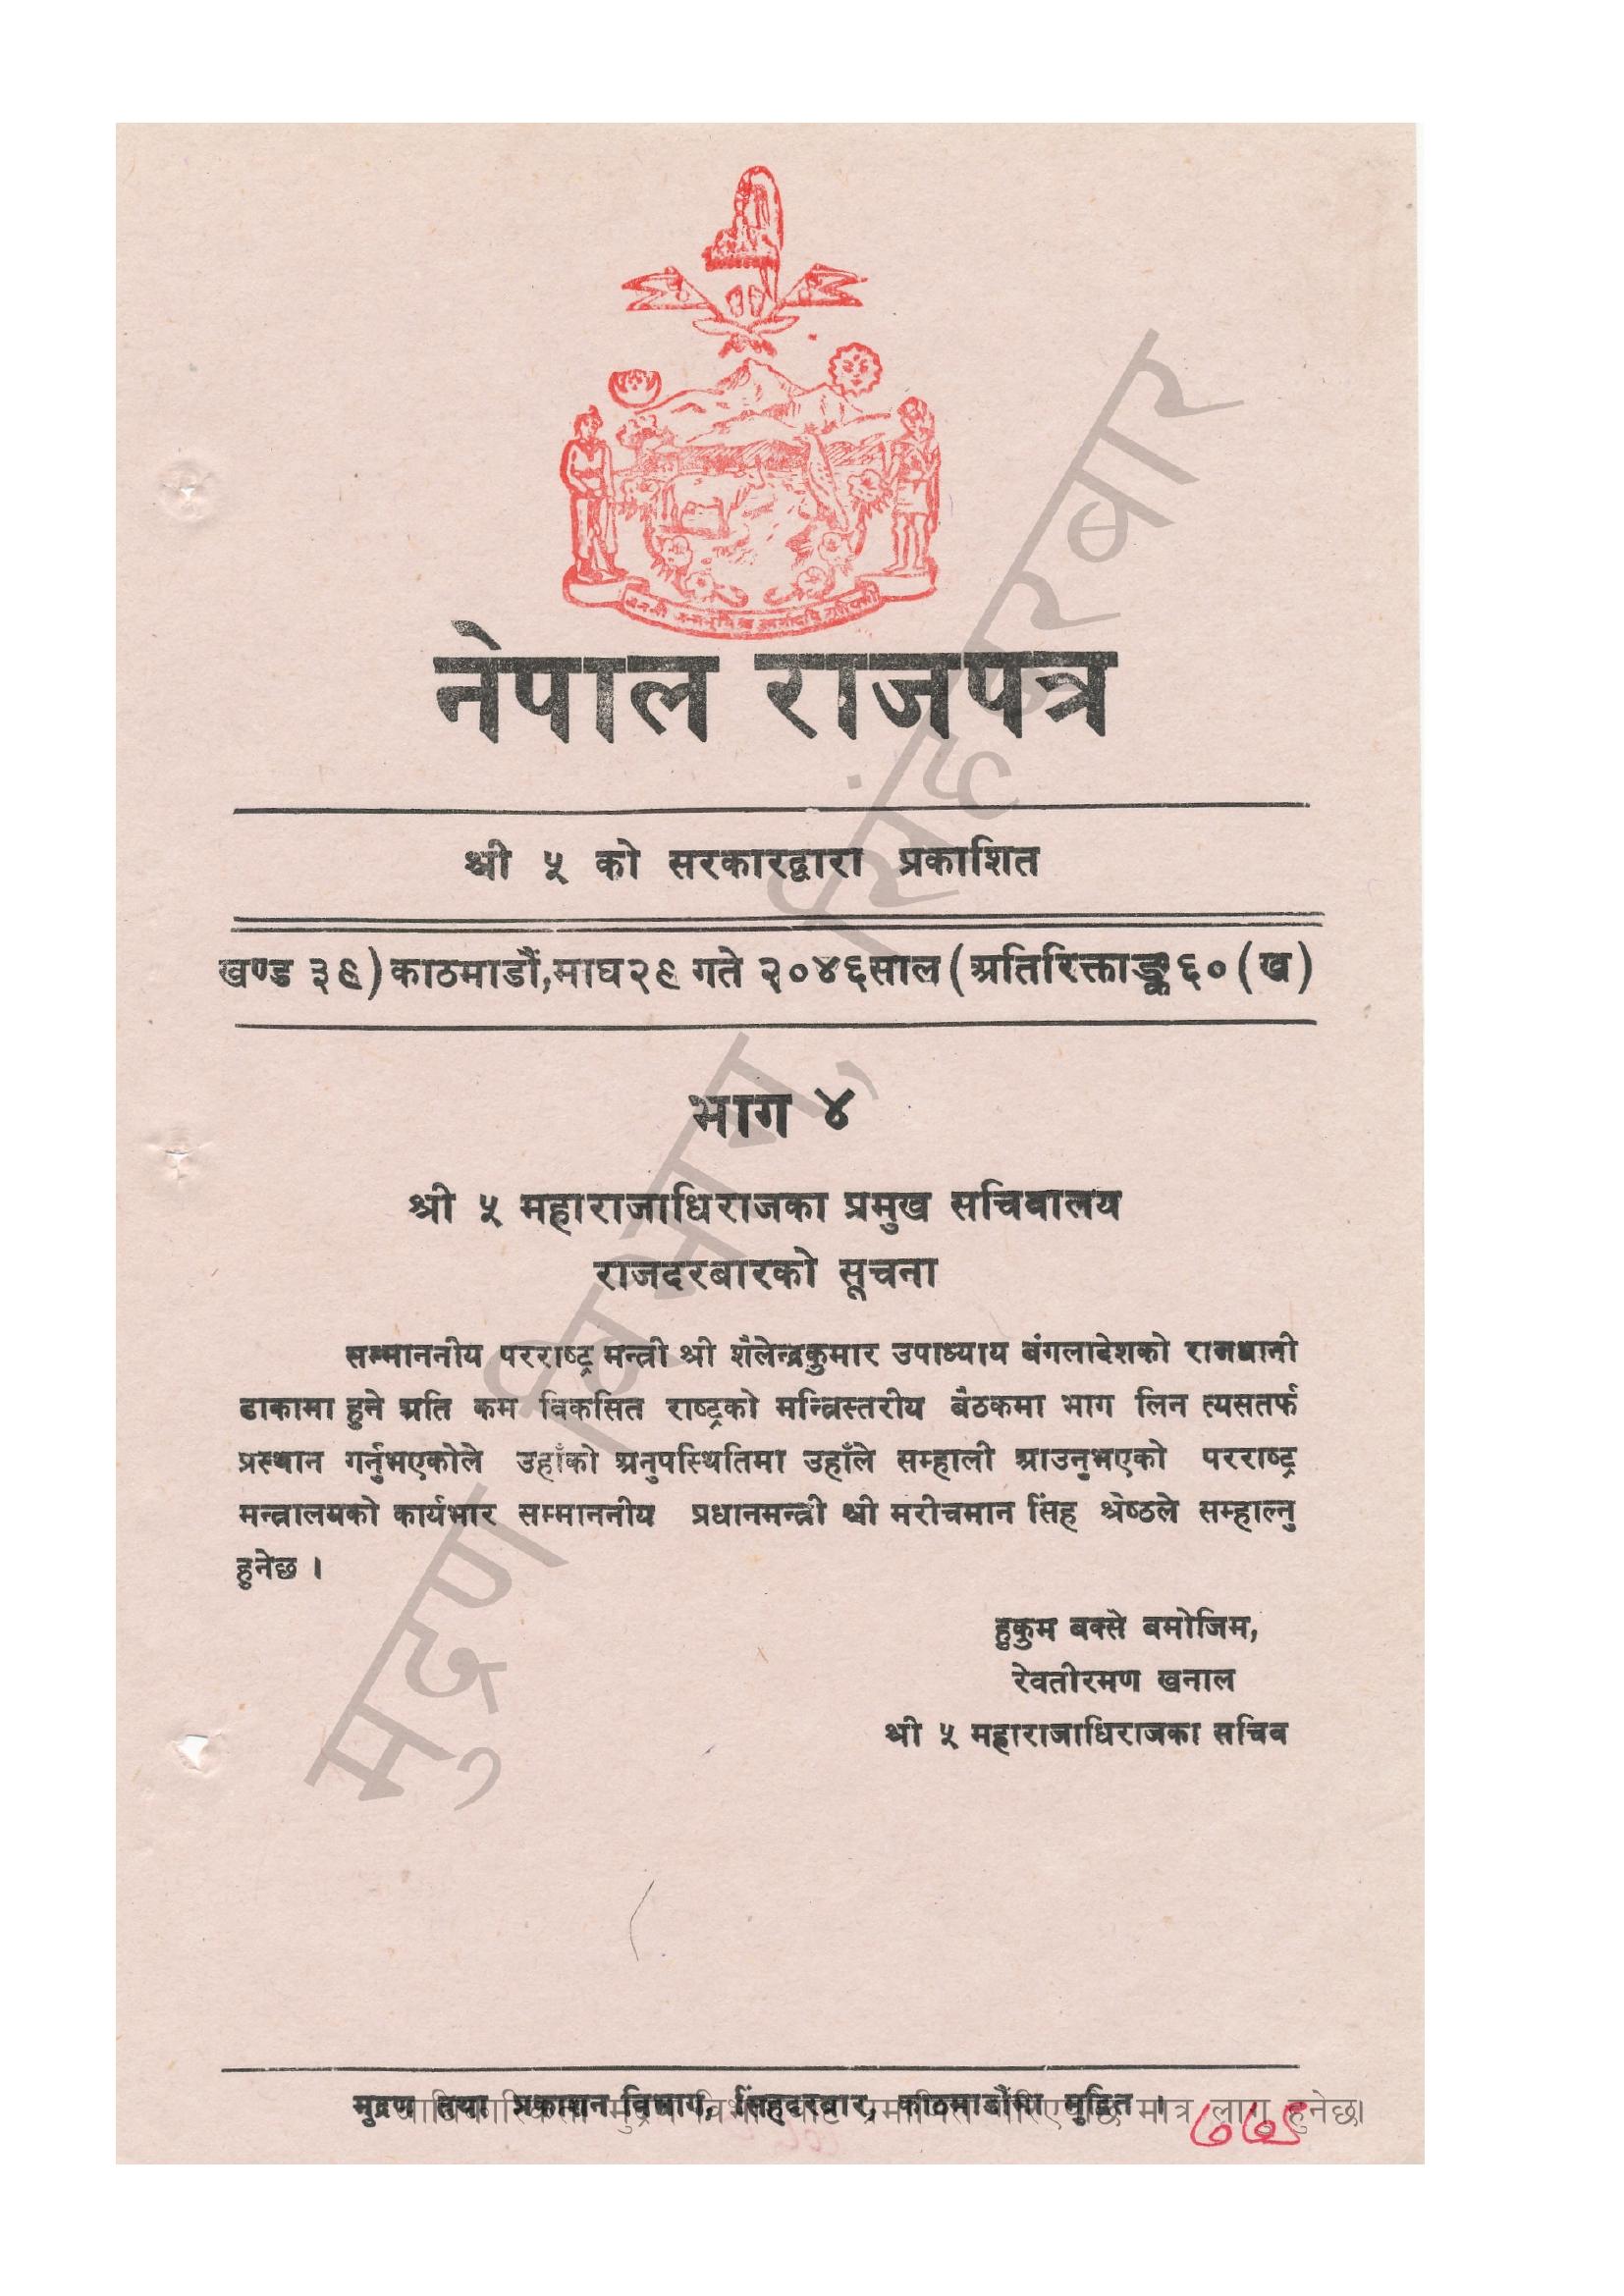 नेपाल राजपत्र
श्री ५ को सरकारद्वारा प्रकाशित
खण्ड ३९) काठमाडौं, माघ २९ गते २०४६ साल (अतिरिक्ताङ्क ६० (ख)
भाग ४
श्री ५ महाराजाधिराजका प्रमुख सचिवालय
राजदरबारको सूचना
सम्माननीय परराष्ट्र मन्त्री श्री शैलेन्द्रकुमार उपाध्याय बंगलादेशको राजधानी
ढाकामा हुने अति कम विकसित राष्ट्रको मन्त्रिस्तरीय बैठकमा भाग लिन त्यसतर्फ
प्रस्थान गर्नुभएकोले उहाँको अनुपस्थितिमा उहाँले सम्हाली आउनुभएको परराष्ट्र
मन्त्रालयको कार्यभार सम्माननीय प्रधानमन्त्री श्री मरीचमान सिंह श्रेष्ठले सम्हाल्नु
हुनेछ ।
हुकुम बक्से बमोजिम,
रेवतीरमण खनाल
श्री ५ महाराजाधिराजका सचिव
मुद्रण तथा प्रकाशन विभाग, सिंहदरबार, काठमाडौंमा मुद्रित ।
मात्र लागु हुनेछ।
मुद्रण विभाग, सिंहदरबार